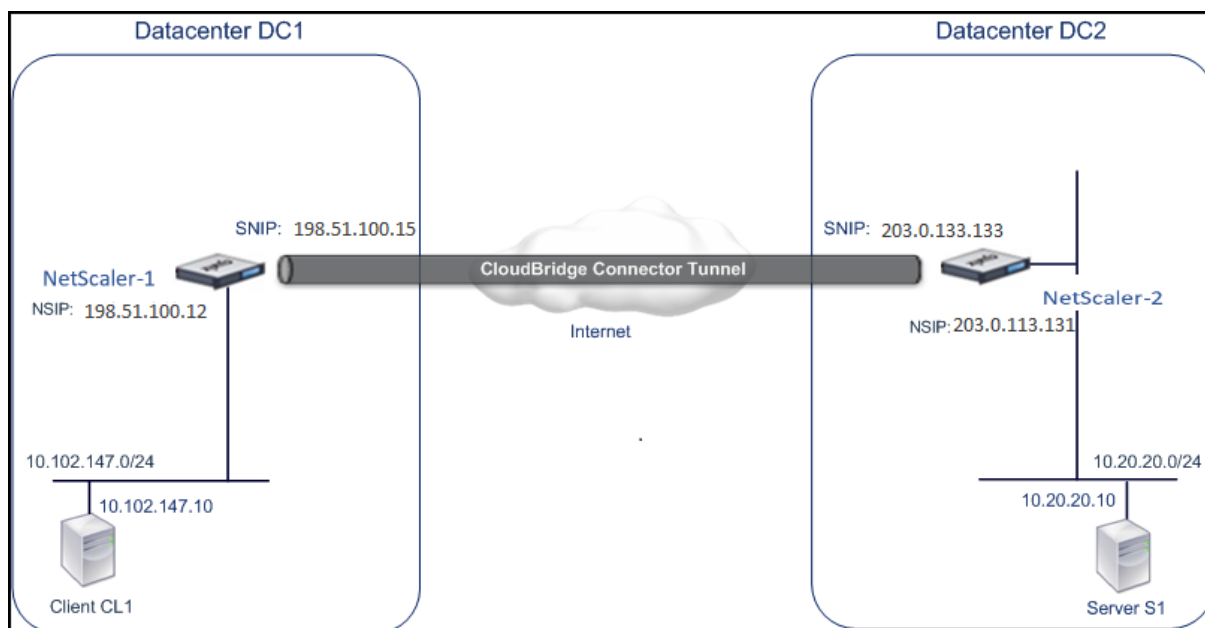 Datacenter DC1
Datacenter DC2
SNIP: 198.51.100.15
SNIP: 203.0.133.133
CloudBridge Connector Tunnel
NetScaler-1
NetScaler-2
NSIP: 198.51.100.12
NSIP: 203.0.113.131
Internet
10.102.147.0/24
10.20.20.0/24
10.102.147.10
10.20.20.10
Client CL1
Server S1